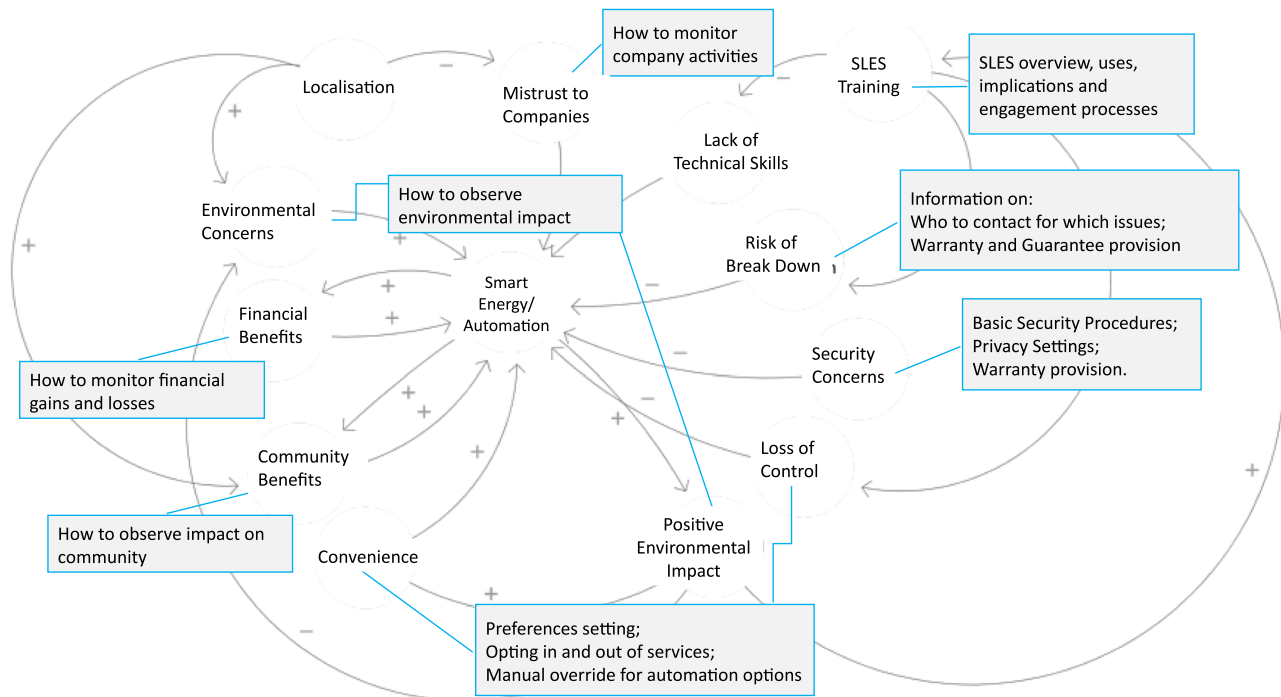 How to monitor
company activities
SLES
Training
SLES overview, uses,
implications and
engagement processes
Localisation
−
Mistrust to
Companies
−
+
Lack of
Technical Skills
How to observe
environmental impact
Information on:
Who to contact for which issues;
Warranty and Guarantee provision
Environmental
Concerns
+
+
Risk of
Break Down
Smart
Energy/
Automation
+
−
Financial
Benefits
+
Basic Security Procedures;
Privacy Settings;
Warranty provision.
Security
Concerns
−
How to monitor financial
gains and losses
+
+
−
+
Community
Benefits
+
Loss of
Control
+
How to observe impact on
community
Convenience
Positive
Environmental
Impact
+
−
Preferences setting;
Opting in and out of services;
Manual override for automation options